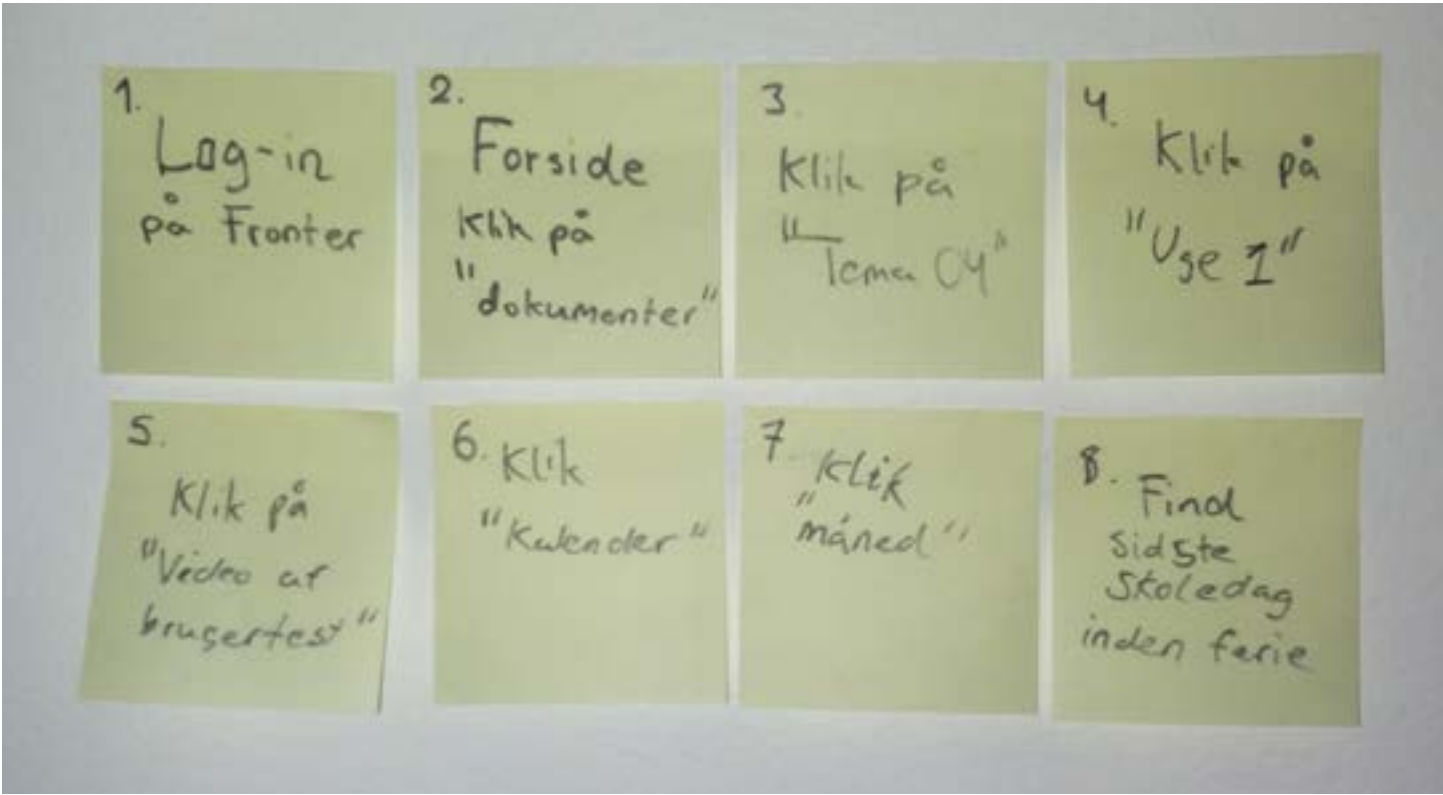 1.
Log-in
på Fronter
2.
Forside
Klik på
"dokumenter"
3.
Klik på
"Tema 04"
4.
Klik på
"Uge 1"
5.
Klik på
"Video af
brugertest"
6. Klik
"Kalender"
7. Klik
"måned"
8.
Find
sidste
Skoledag
inden ferie